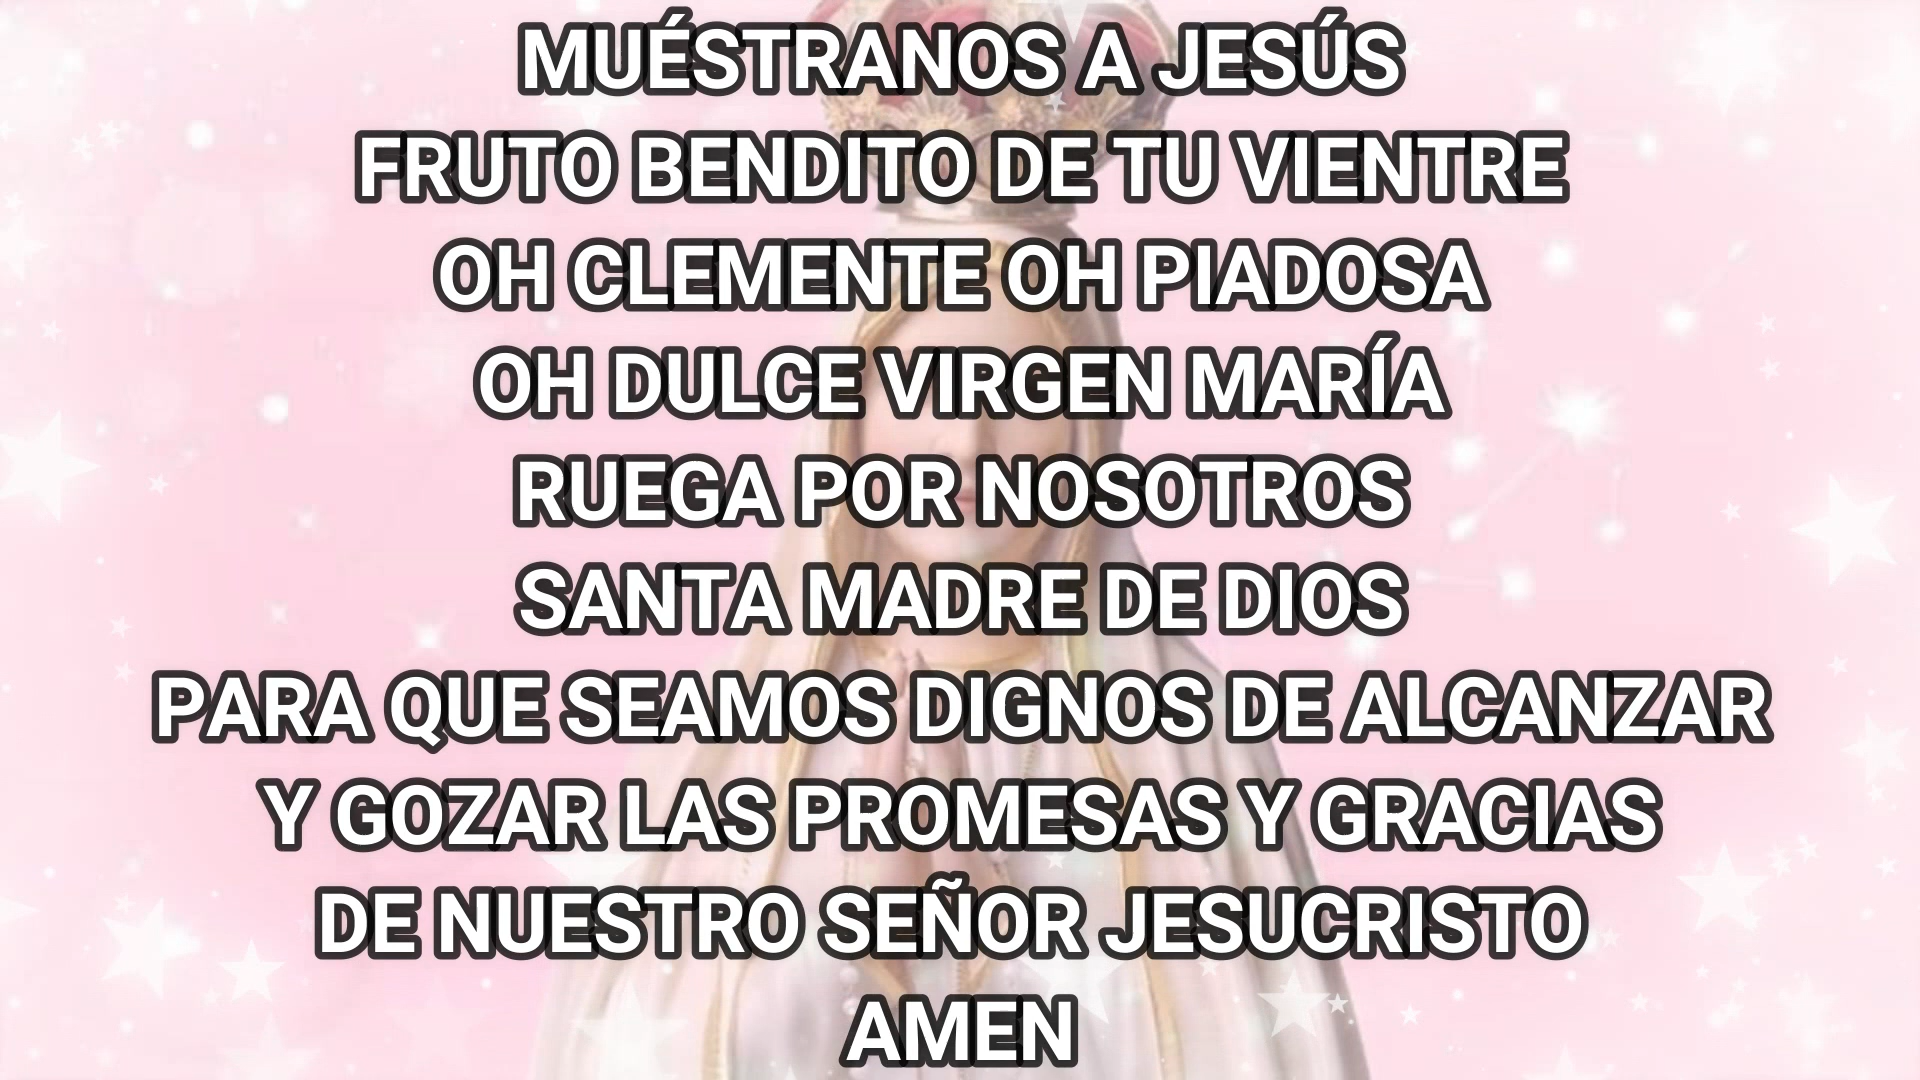 MUÉSTRANOS A JESÚS
FRUTO BENDITO DE TU VIENTRE
OH CLEMENTE OH PIADOSA
OH DULCE VIRGEN MARÍA
RUEGA POR NOSOTROS
SANTA MADRE DE DIOS
PARA QUE SEAMOS DIGNOS DE ALCANZAR
Y GOZAR LAS PROMESAS Y GRACIAS
DE NUESTRO SEÑOR JESUCRISTO
AMEN